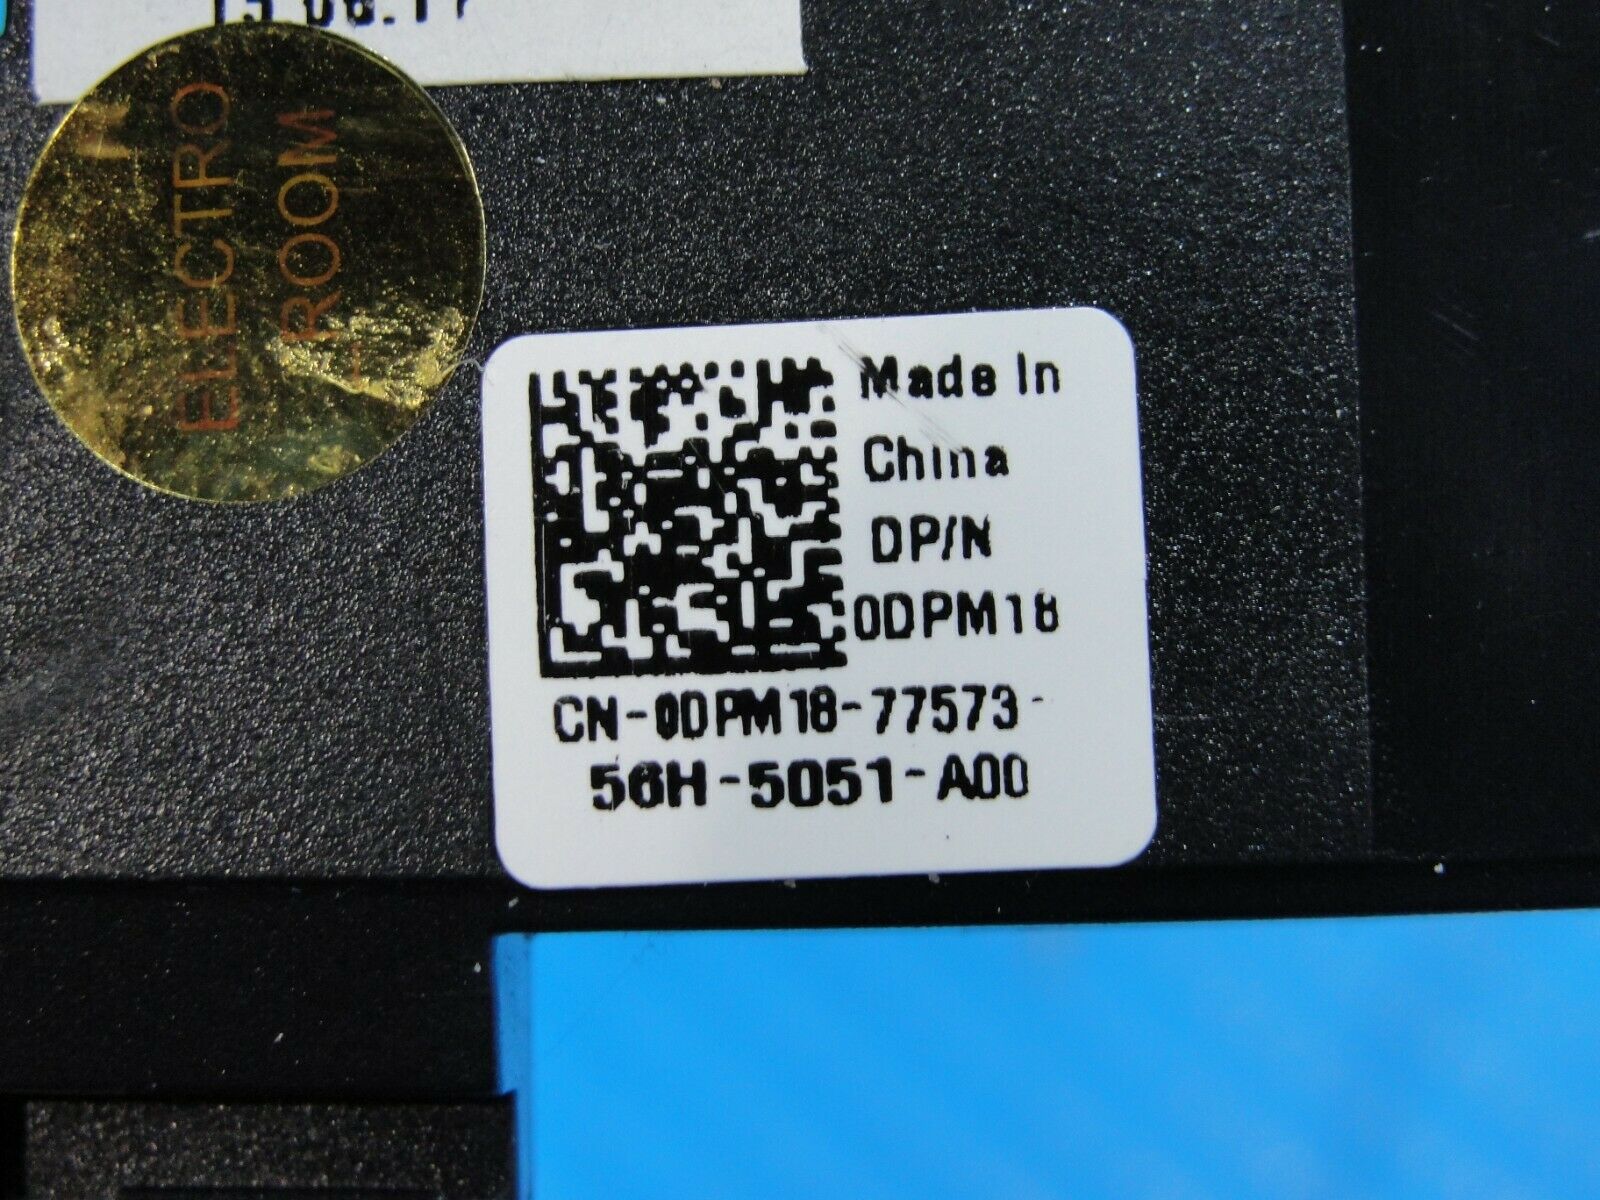 ELECTRO
ROOM
Made In
China
DP/N
0DPM18
CN-0DPM18-77573-
56H-5051-A00